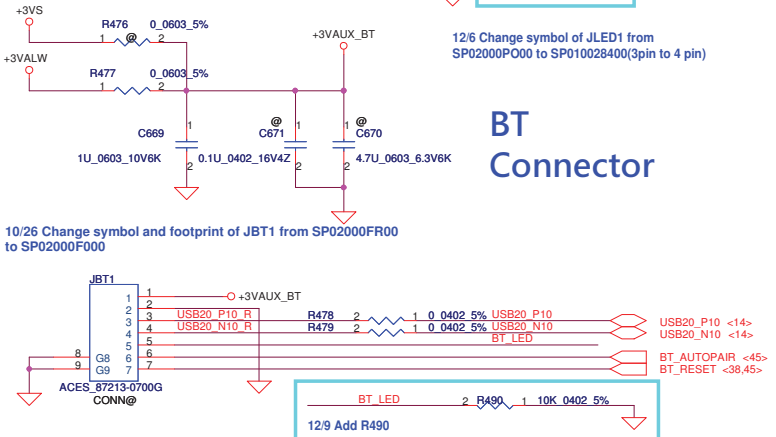 +3VS
R476 0_0603_5%
1 @ 2
+3VALW
R477 0_0603_5%
1 2
+3VAUX_BT
12/6 Change symbol of JLED1 from
SP02000PO00 to SP010028400(3pin to 4 pin)
BT
Connector
1 @ 1 1 @
C669 C671 C670
1U_0603_10V6K 0.1U_0402_16V4Z 4.7U_0603_6.3V6K
2 2 2
10/26 Change symbol and footprint of JBT1 from SP02000FR00
to SP02000F000
JBT1
1 1 +3VAUX_BT
2 2
3 3 USB20_P10_R R478 2 1 0_0402_5% USB20_P10 USB20_P10 <14>
4 4 USB20_N10_R R479 2 1 0_0402_5% USB20_N10 USB20_N10 <14>
5 5 BT_LED
8 G8 6 6 BT_AUTOPAIR <45>
9 G9 7 7 BT_RESET <38,45>
ACES_87213-0700G
CONN@
BT_LED 2 R490 1 10K_0402_5%
12/9 Add R490